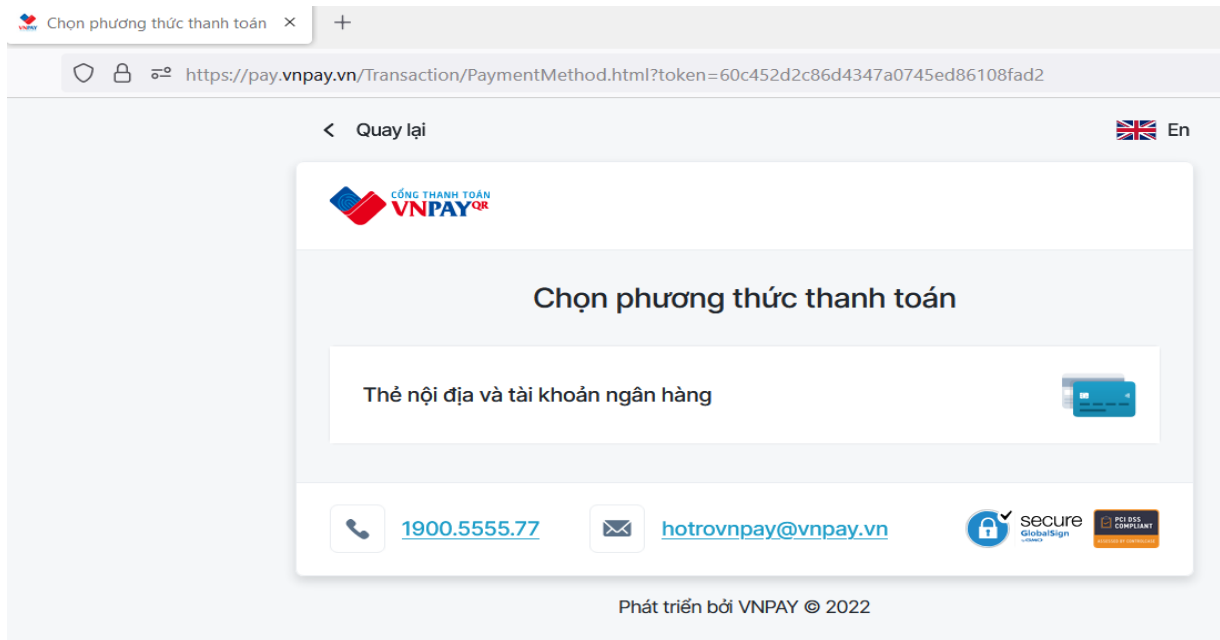 Chọn phương thức thanh toán
https://pay.vnpay.vn/Transaction/PaymentMethod.html?token=60c452d2c86d4347a0745ed86108fad2
Quay lại
En
CỔNG THANH TOÁN
VNPAYQR
Chọn phương thức thanh toán
Thẻ nội địa và tài khoản ngân hàng
1900.5555.77
hotrovnpay@vnpay.vn
secure
GlobalSign
PCI DSS
COMPLIANT
Phát triển bởi VNPAY © 2022